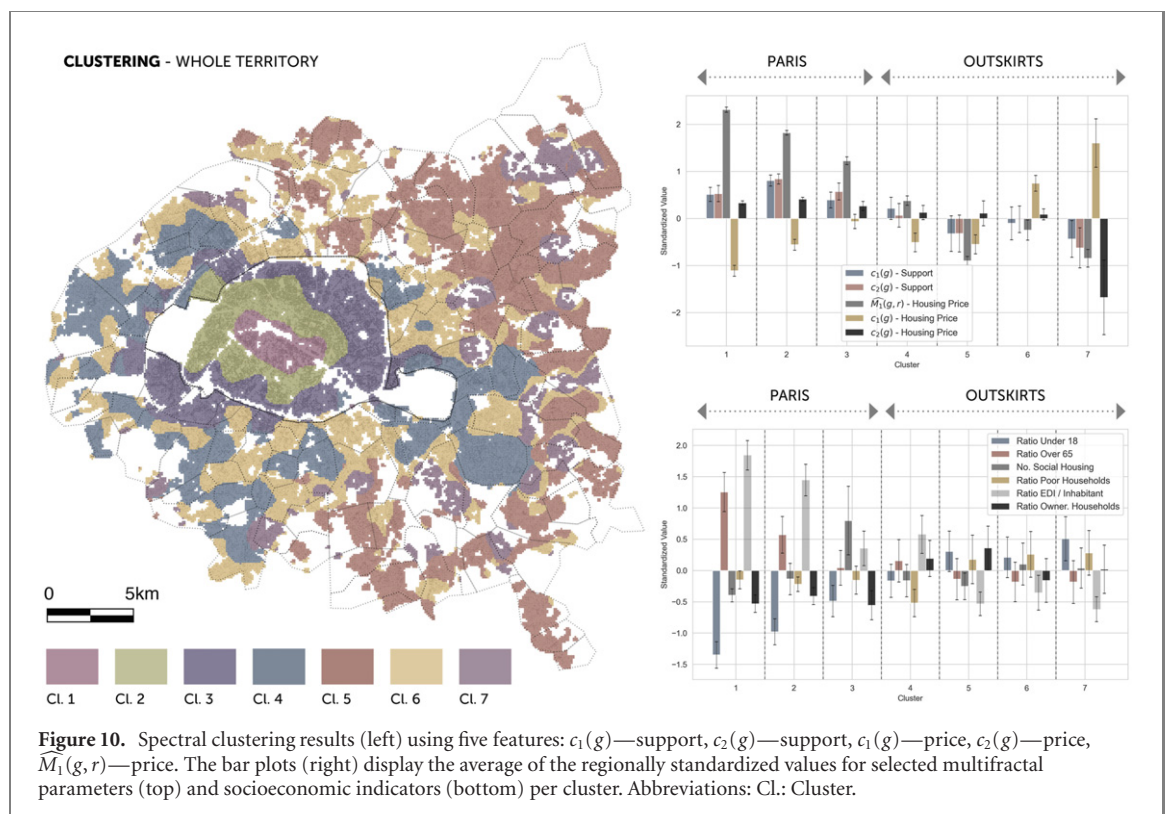 CLUSTERING - WHOLE TERRITORY
0 5km
Cl. 1 Cl. 2 Cl. 3 Cl. 4 Cl. 5 Cl. 6 Cl. 7
PARIS OUTSKIRTS
Standardized Value
2
1
0
−1
−2
c₁(g) - Support
c₂(g) - Support
M̂₁(g, r) - Housing Price
c₁(g) - Housing Price
c₂(g) - Housing Price
1 2 3 4 5 6 7
Cluster
PARIS OUTSKIRTS
Standardized Value
2.0
1.5
1.0
0.5
0.0
−0.5
−1.0
−1.5
Ratio Under 18
Ratio Over 65
No. Social Housing
Ratio Poor Households
Ratio EDI / Inhabitant
Ratio Owner. Households
1 2 3 4 5 6 7
Cluster
Figure 10. Spectral clustering results (left) using five features: c₁(g)—support, c₂(g)—support, c₁(g)—price, c₂(g)—price,
M̂₁(g, r)—price. The bar plots (right) display the average of the regionally standardized values for selected multifractal
parameters (top) and socioeconomic indicators (bottom) per cluster. Abbreviations: Cl.: Cluster.